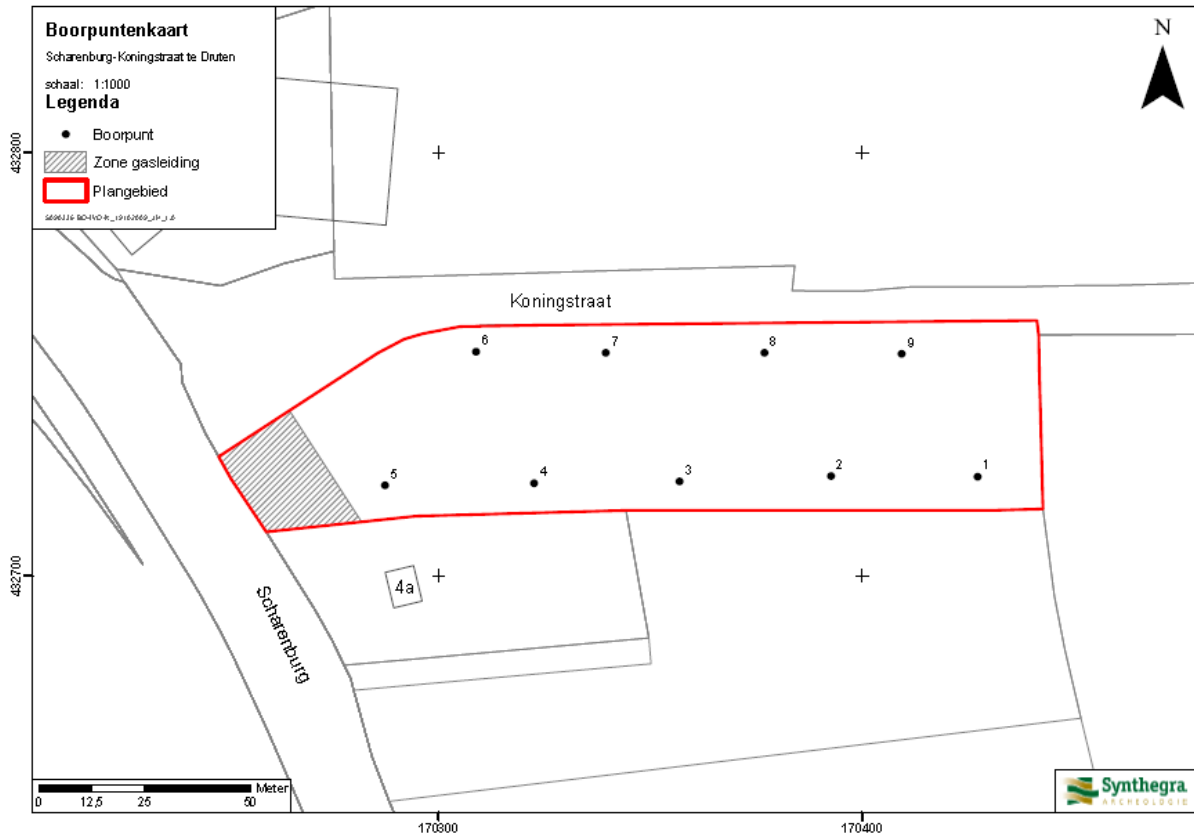 Boorpuntenkaart
Scharenburg-Koningstraat te Druten
schaal: 1:1000
Legenda
Boorpunt
Zone gasleiding
Plangebied
N
432800
Koningstraat
6
7
8
9
5
4
3
2
1
432700
4a
Scharenburg
Meter
0 12,5 25 50
Synthegra
ARCHEOLOGIE
170300 170400